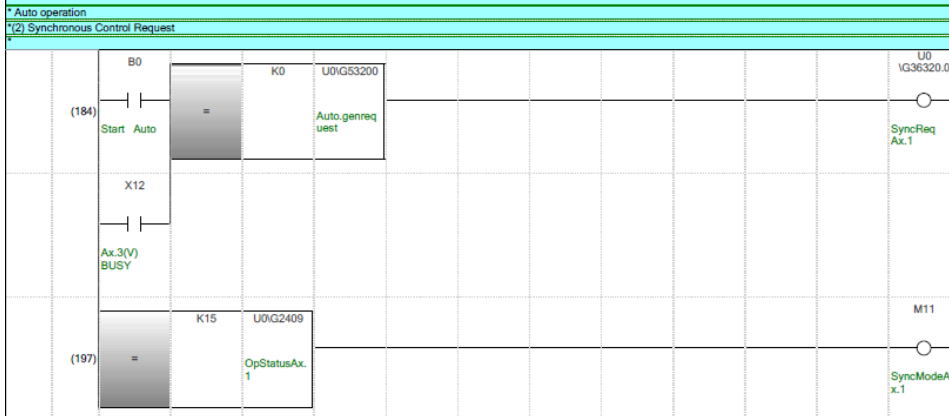 * Auto operation
*(2) Synchronous Control Request
*
B0
=
K0
U0\G53200
U0
\G36320.0
(184)
Start Auto
Auto.genreq
uest
SyncReq
Ax.1
X12
Ax.3(V)
BUSY
K15
U0\G2409
M11
(197)
=
OpStatusAx.
1
SyncModeA
x.1